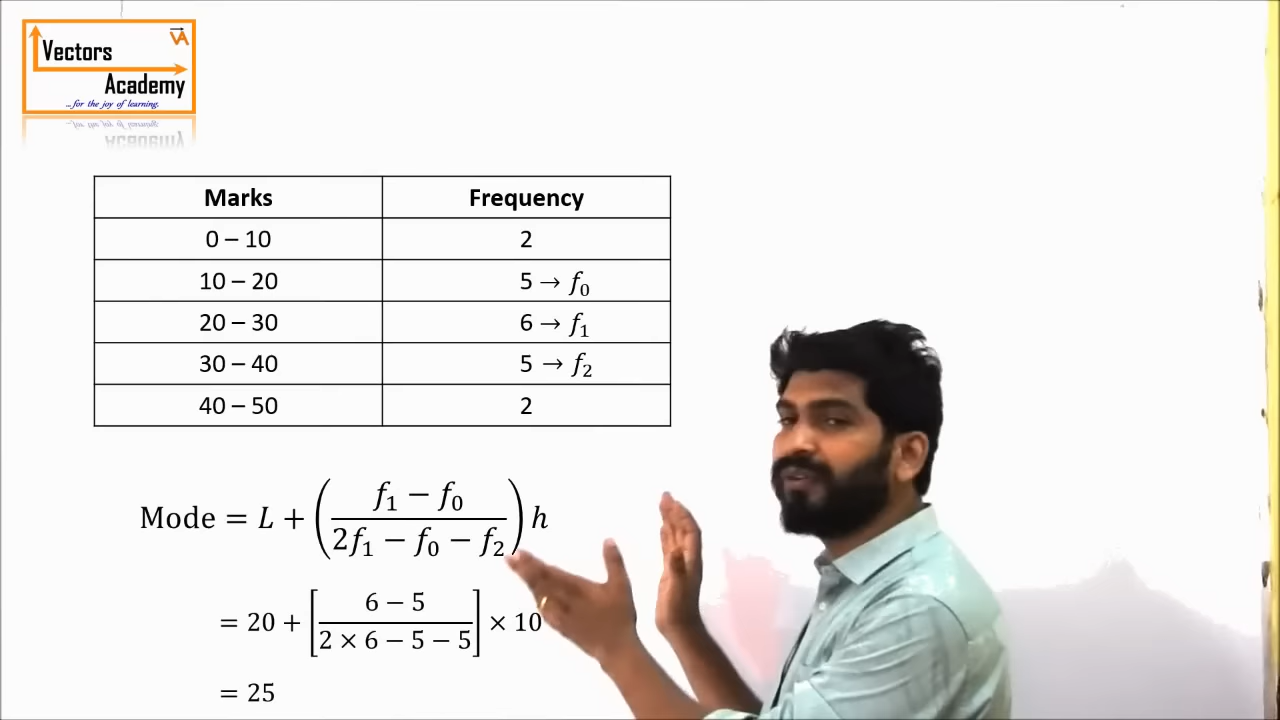 VA
Vectors
Academy
...for the joy of learning.
Marks Frequency
0 – 10 2
10 – 20 5 → f₀
20 – 30 6 → f₁
30 – 40 5 → f₂
40 – 50 2
Mode = L + ( (f₁ − f₀) / (2f₁ − f₀ − f₂) ) h
= 20 + [ (6 − 5) / (2 × 6 − 5 − 5) ] × 10
= 25